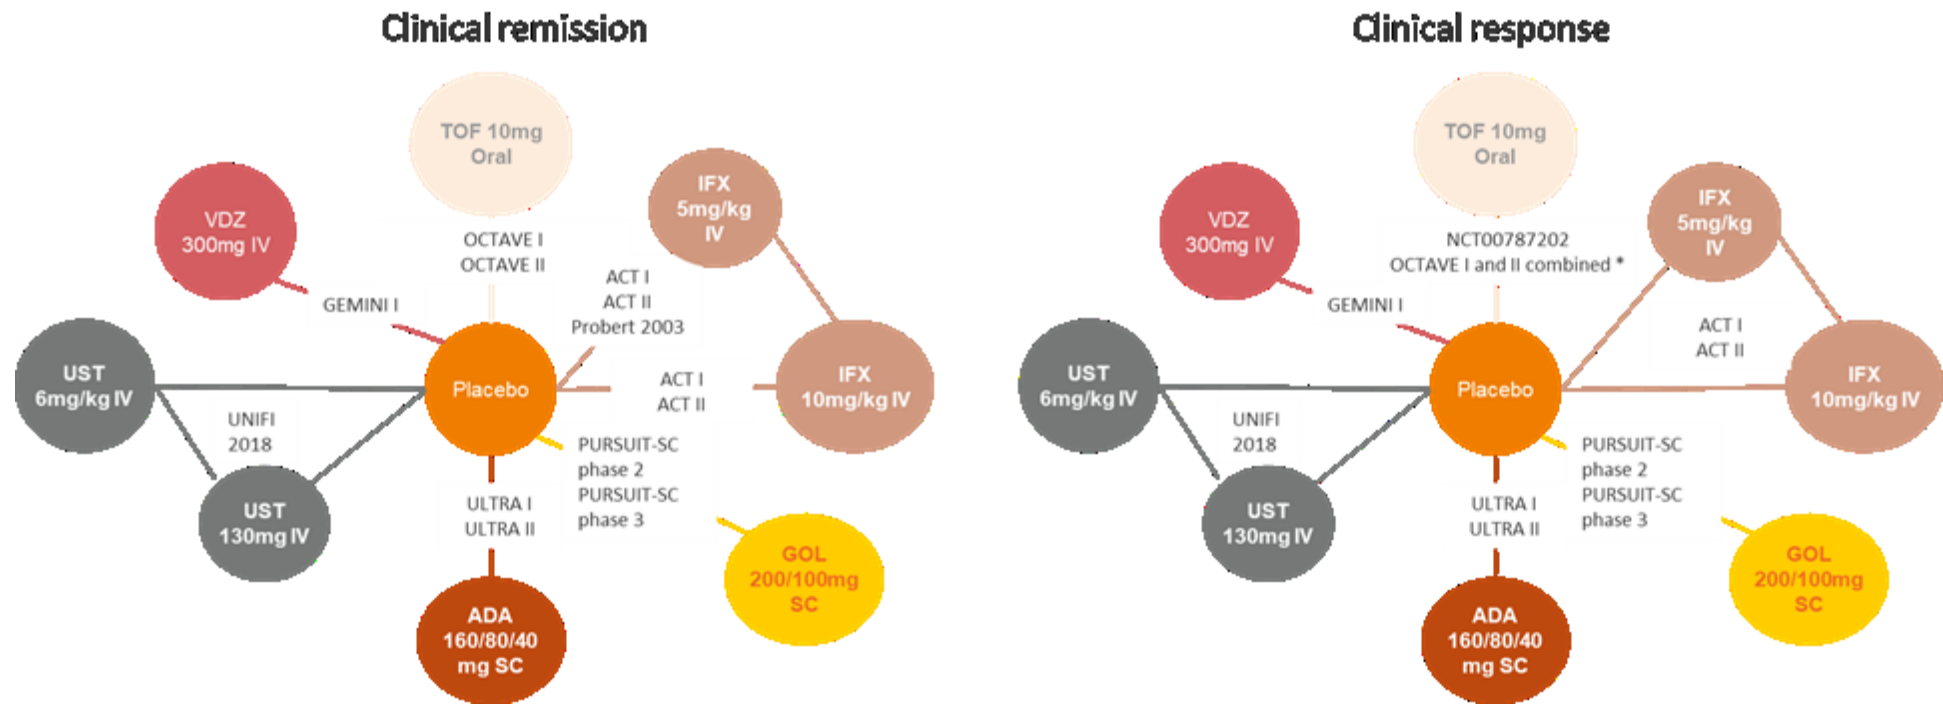 Clinical remission
TOF 10mg
Oral
VDZ
300mg IV
IFX
5mg/kg
IV
OCTAVE I
OCTAVE II
ACT I
ACT II
Probert 2003
GEMINI I
UST
6mg/kg IV
Placebo
ACT I
ACT II
IFX
10mg/kg IV
UNIFI
2018
UST
130mg IV
PURSUIT-SC
phase 2
PURSUIT-SC
phase 3
ULTRA I
ULTRA II
GOL
200/100mg
SC
ADA
160/80/40
mg SC
Clinical response
TOF 10mg
Oral
VDZ
300mg IV
IFX
5mg/kg
IV
NCT00787202
OCTAVE I and II combined *
GEMINI I
ACT I
ACT II
UST
6mg/kg IV
Placebo
IFX
10mg/kg IV
UNIFI
2018
UST
130mg IV
PURSUIT-SC
phase 2
PURSUIT-SC
phase 3
ULTRA I
ULTRA II
GOL
200/100mg
SC
ADA
160/80/40
mg SC